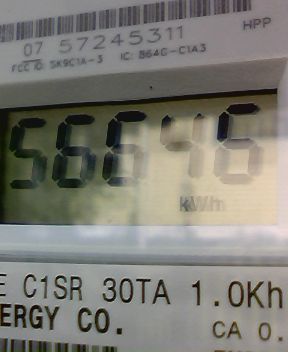 HPP
07 57245311
FCC ID: SK9C1A-3 IC: 864G-C1A3
56646
kWh
E C1SR 30TA 1.0Kh
ERGY CO.
CA 0.